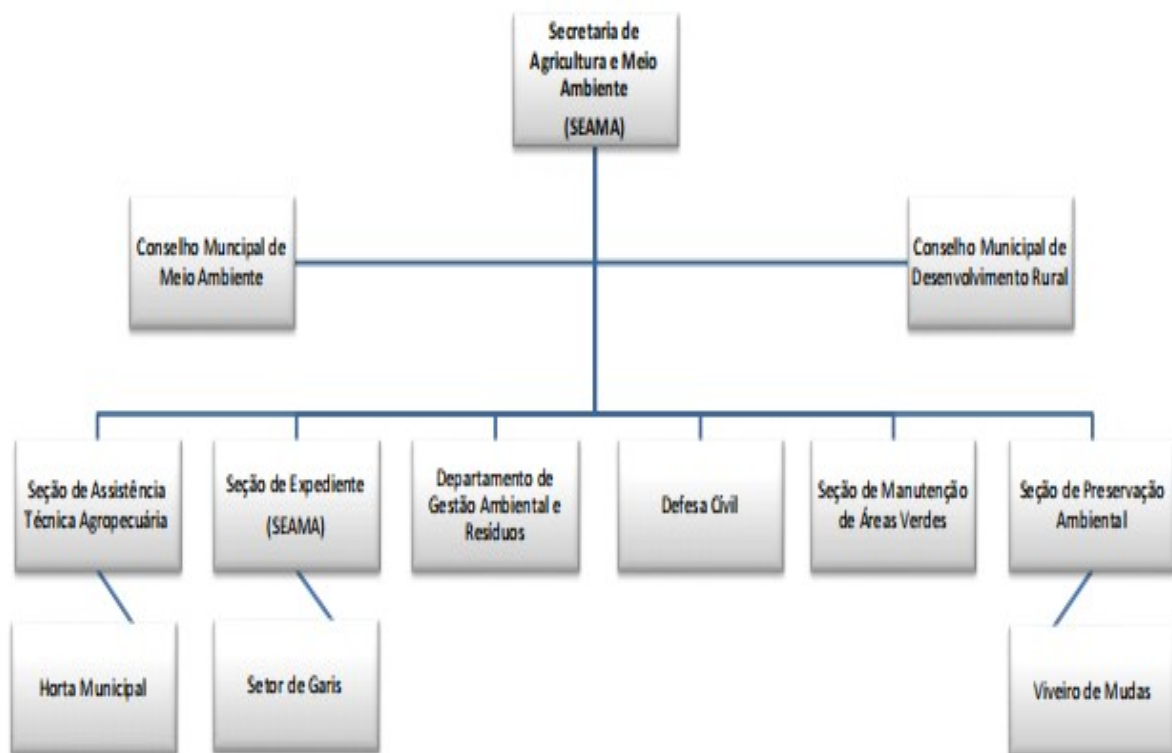 Secretaria de
Agricultura e Meio
Ambiente
(SEAMA)
Conselho Muncipal de
Meio Ambiente
Conselho Municipal de
Desenvolvimento Rural
Seção de Assistência
Técnica Agropecuária
Seção de Expediente
(SEAMA)
Departamento de
Gestão Ambiental e
Resíduos
Defesa Cívil
Seção de Manutenção
de Áreas Verdes
Seção de Preservação
Ambiental
Horta Municipal
Setor de Garis
Viveiro de Mudas